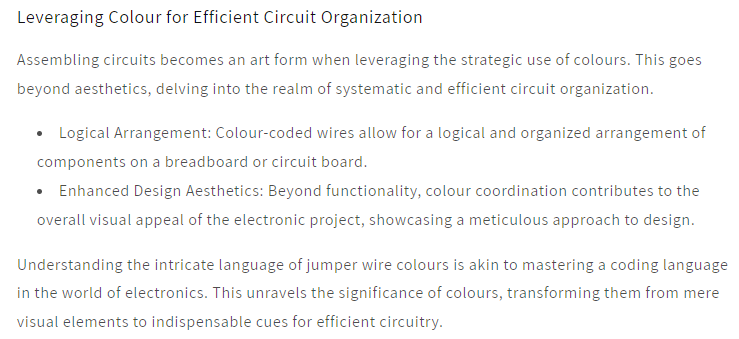 Leveraging Colour for Efficient Circuit Organization
Assembling circuits becomes an art form when leveraging the strategic use of colours. This goes
beyond aesthetics, delving into the realm of systematic and efficient circuit organization.
• Logical Arrangement: Colour-coded wires allow for a logical and organized arrangement of
components on a breadboard or circuit board.
• Enhanced Design Aesthetics: Beyond functionality, colour coordination contributes to the
overall visual appeal of the electronic project, showcasing a meticulous approach to design.
Understanding the intricate language of jumper wire colours is akin to mastering a coding language
in the world of electronics. This unravels the significance of colours, transforming them from mere
visual elements to indispensable cues for efficient circuitry.